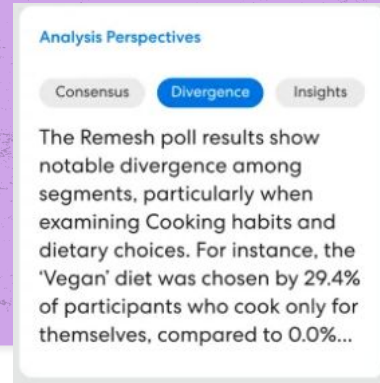 Analysis Perspectives
Consensus Divergence Insights
The Remesh poll results show
notable divergence among
segments, particularly when
examining Cooking habits and
dietary choices. For instance, the
‘Vegan’ diet was chosen by 29.4%
of participants who cook only for
themselves, compared to 0.0%...